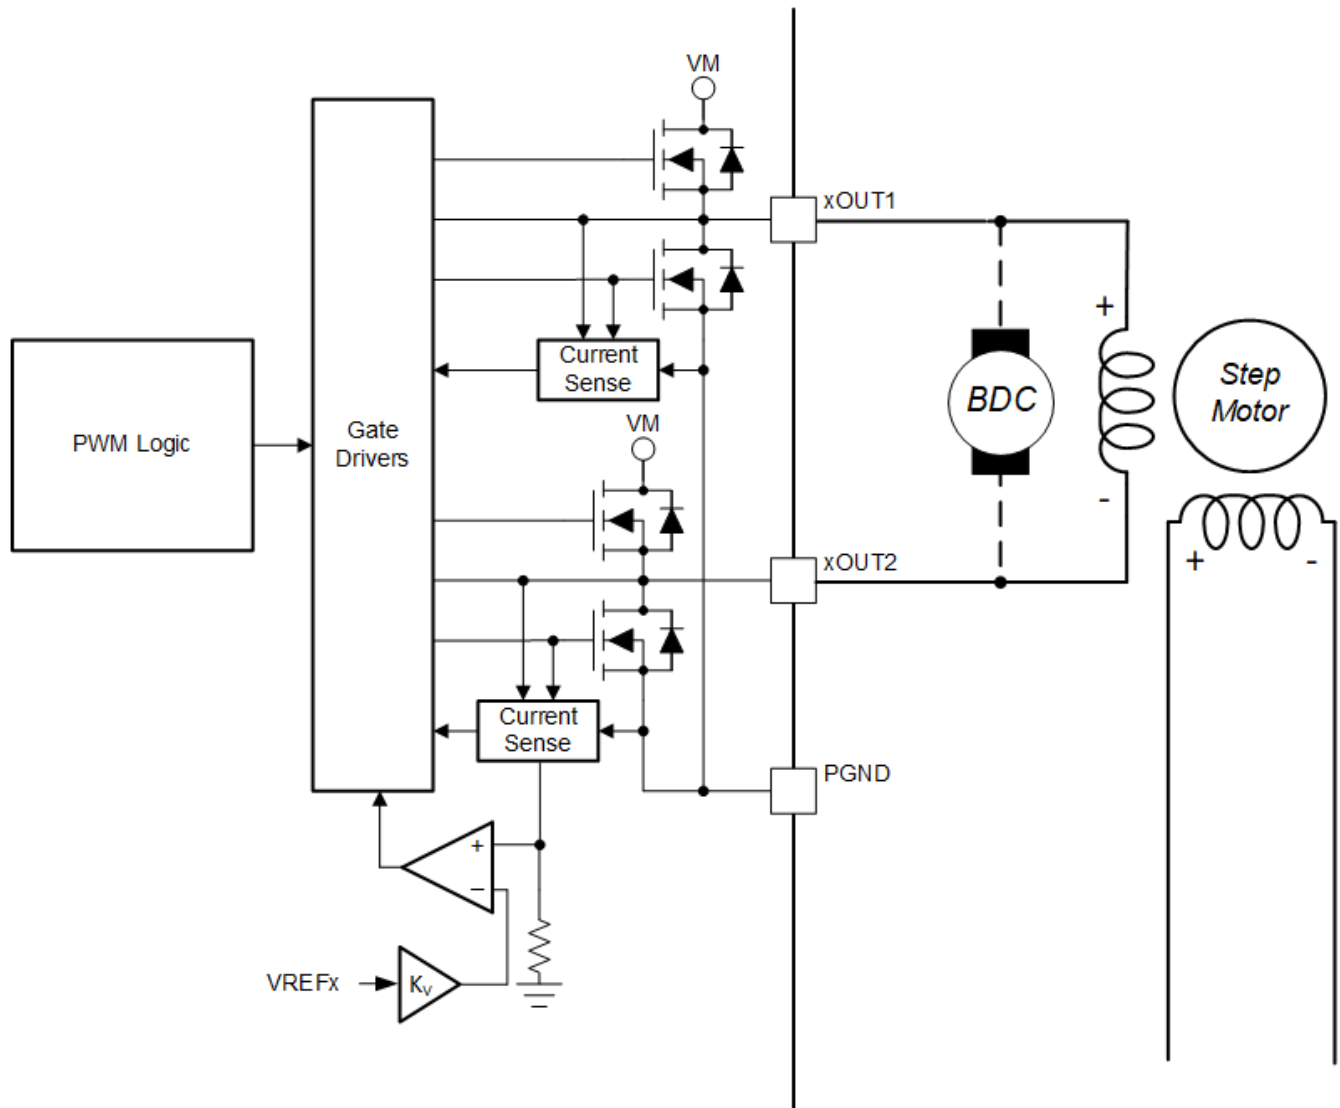 VM
xOUT1
Current
Sense
+
BDC
Step
Motor
PWM Logic
Gate
Drivers
VM
-
xOUT2
+ -
Current
Sense
PGND
+
−
VREFx
Kv